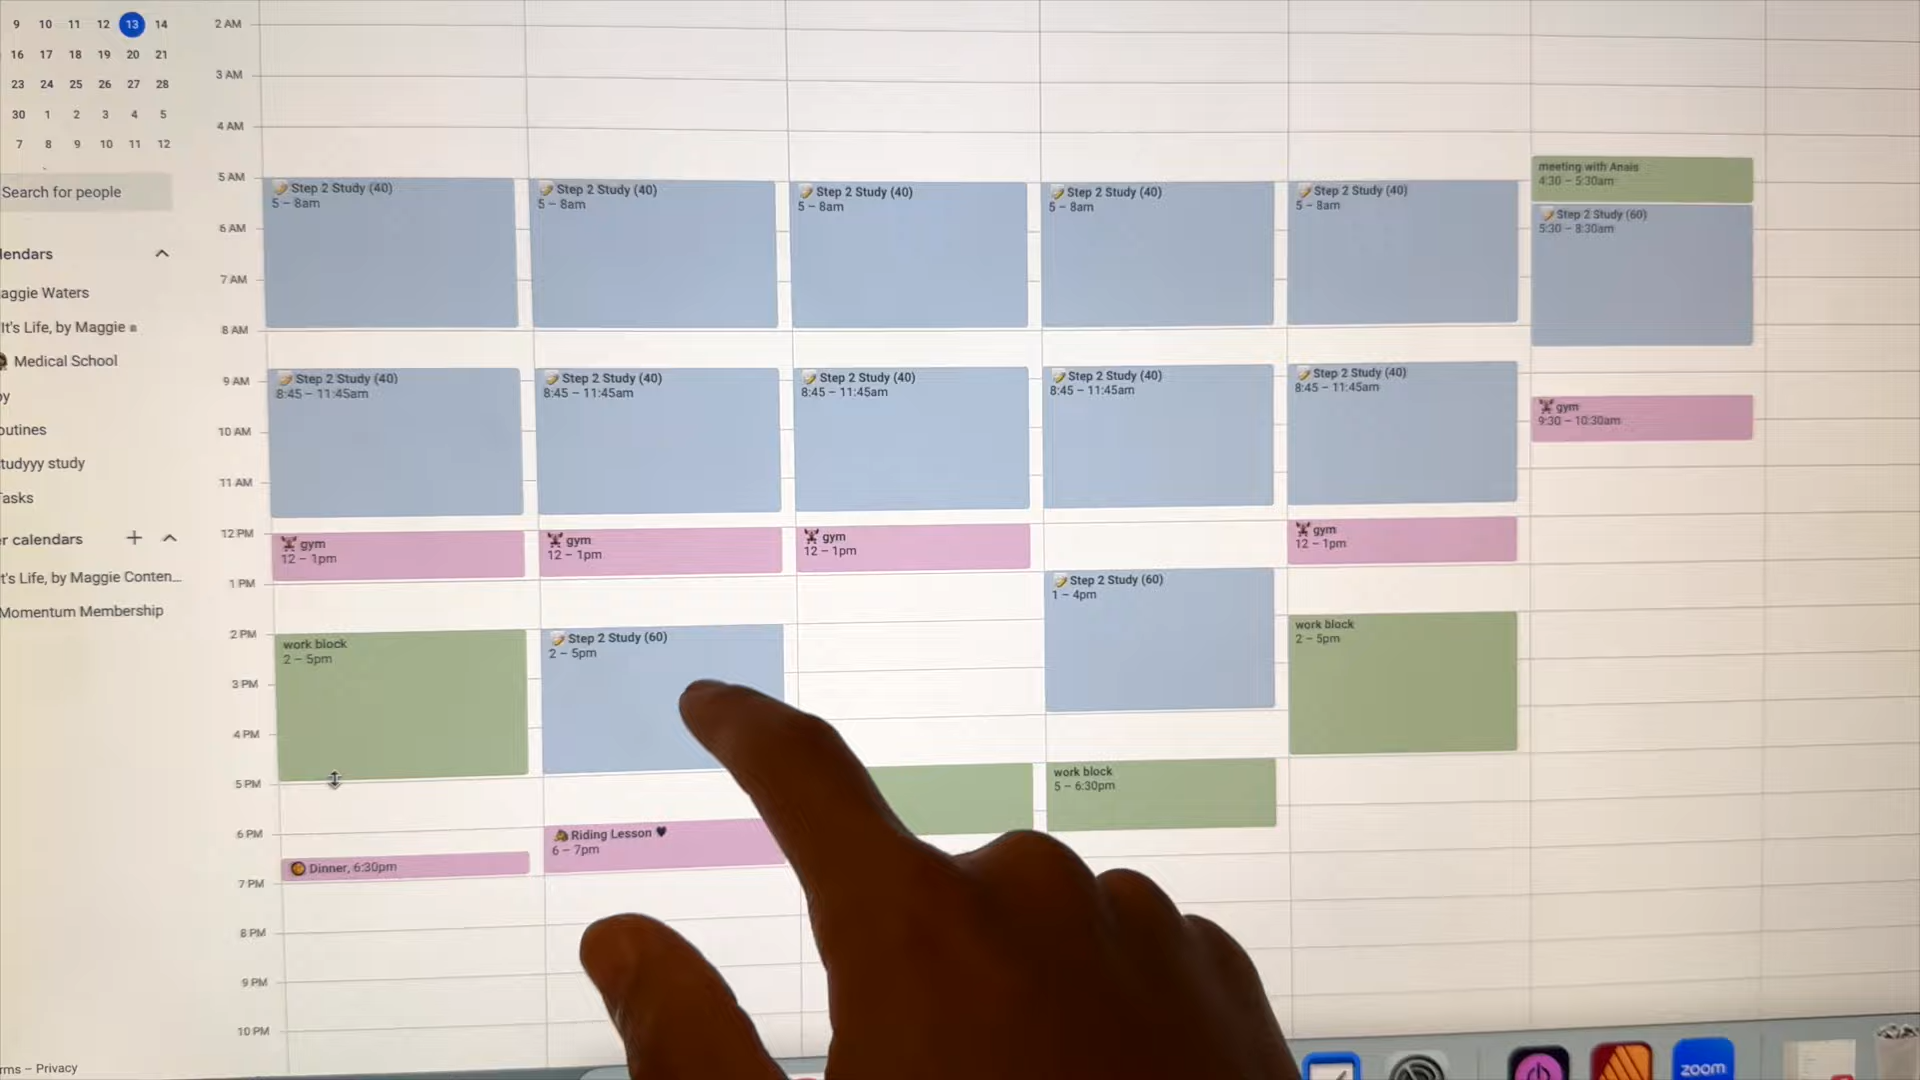 9 10 11 12 13 14
16 17 18 19 20 21
23 24 25 26 27 28
30 1 2 3 4 5
7 8 9 10 11 12
Search for people
lendars
aggie Waters
It's Life, by Maggie
Medical School
oy
outines
tudyyy study
Tasks
r calendars
t's Life, by Maggie Conten...
Momentum Membership
rms – Privacy
2 AM
3 AM
4 AM
5 AM
6 AM
7 AM
8 AM
9 AM
10 AM
11 AM
12 PM
1 PM
2 PM
3 PM
4 PM
5 PM
6 PM
7 PM
8 PM
9 PM
10 PM
Step 2 Study (40)
5 – 8am
Step 2 Study (40)
8:45 – 11:45am
gym
12 – 1pm
work block
2 – 5pm
Dinner, 6:30pm
Step 2 Study (40)
5 – 8am
Step 2 Study (40)
8:45 – 11:45am
gym
12 – 1pm
Step 2 Study (60)
2 – 5pm
Riding Lesson
6 – 7pm
Step 2 Study (40)
5 – 8am
Step 2 Study (40)
8:45 – 11:45am
gym
12 – 1pm
Step 2 Study (40)
5 – 8am
Step 2 Study (40)
8:45 – 11:45am
Step 2 Study (60)
1 – 4pm
work block
5 – 6:30pm
Step 2 Study (40)
5 – 8am
Step 2 Study (40)
8:45 – 11:45am
gym
12 – 1pm
work block
2 – 5pm
meeting with Anais
4:30 – 5:30am
Step 2 Study (60)
5:30 – 8:30am
gym
9:30 – 10:30am
zoom